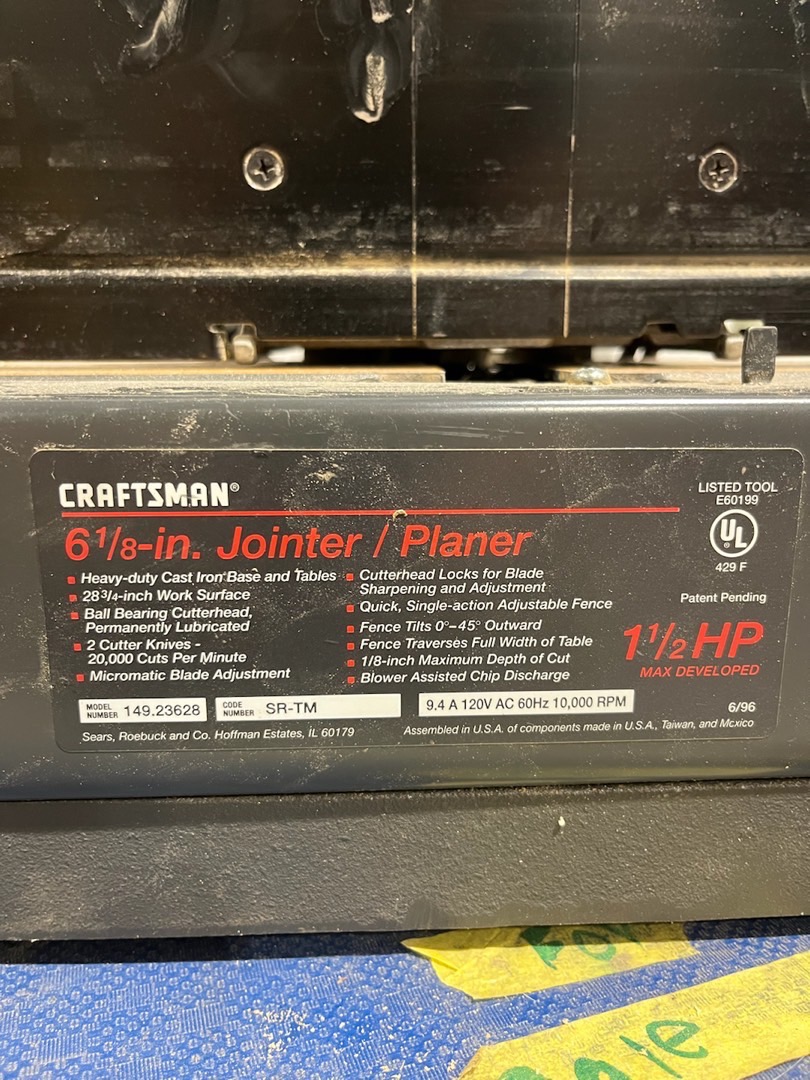 CRAFTSMAN®
6 1/8-in. Jointer / Planer
LISTED TOOL
E60199
UL
®
429 F
Patent Pending
Heavy-duty Cast Iron Base and Tables
28 3/4-inch Work Surface
Ball Bearing Cutterhead,
Permanently Lubricated
2 Cutter Knives -
20,000 Cuts Per Minute
Micromatic Blade Adjustment
Cutterhead Locks for Blade
Sharpening and Adjustment
Quick, Single-action Adjustable Fence
Fence Tilts 0°–45° Outward
Fence Traverses Full Width of Table
1/8-inch Maximum Depth of Cut
Blower Assisted Chip Discharge
1 1/2 HP
MAX DEVELOPED
MODEL NUMBER 149.23628
CODE NUMBER SR-TM
9.4 A 120V AC 60Hz 10,000 RPM
6/96
Sears, Roebuck and Co. Hoffman Estates, IL 60179
Assembled in U.S.A. of components made in U.S.A., Taiwan, and Mexico